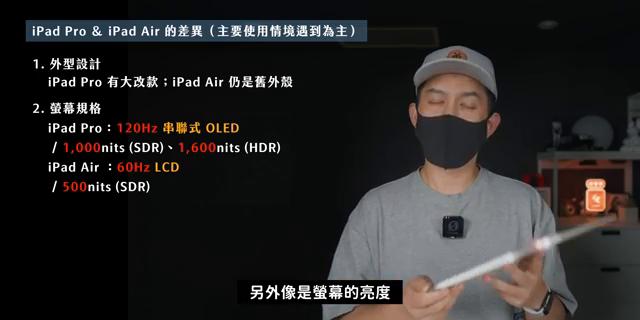 iPad Pro & iPad Air 的差異（主要使用情境遇到為主）
1. 外型設計
iPad Pro 有大改款；iPad Air 仍是舊外殼
2. 螢幕規格
iPad Pro：120Hz 串聯式 OLED
/ 1,000nits (SDR)、1,600nits (HDR)
iPad Air ：60Hz LCD
/ 500nits (SDR)
另外像是螢幕的亮度